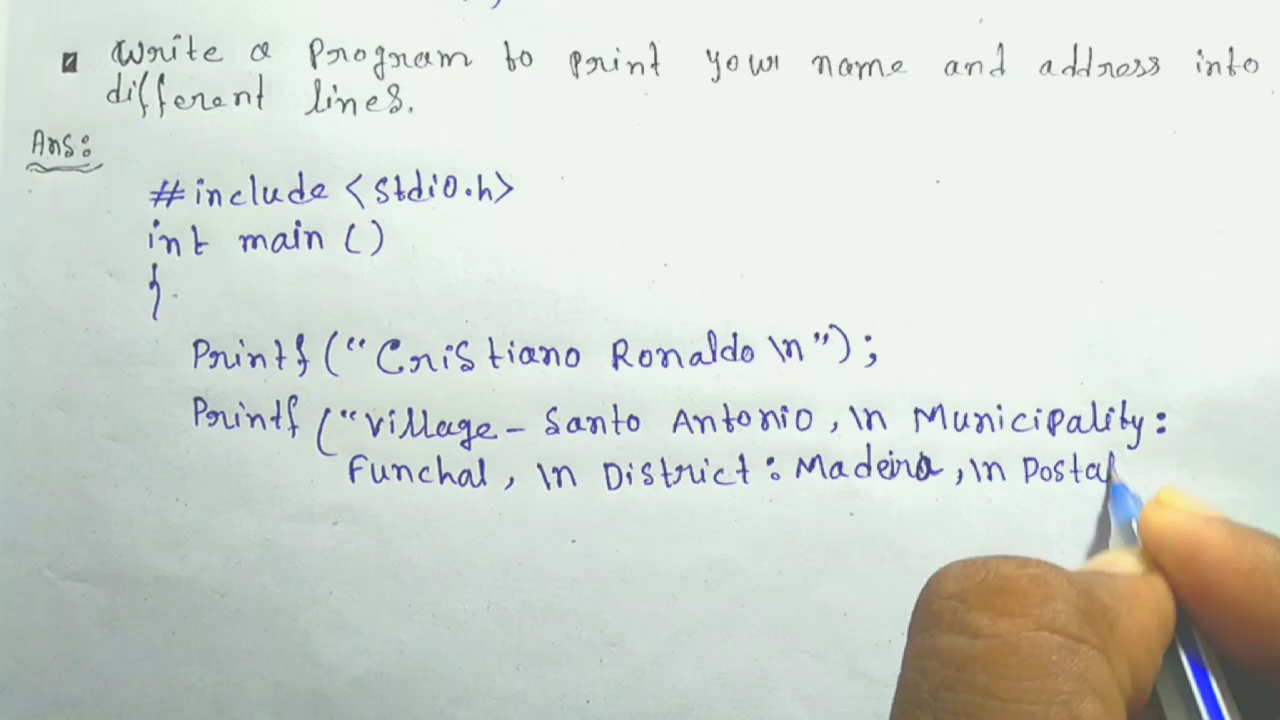 Write a program to print your name and address into
different lines.
Ans:
#include <stdio.h>
int main ()
{
Printf ("Cristiano Ronaldo \n");
Printf ("Village - Santo Antonio, \n Municipality:
Funchal, \n District: Madeira, \n Postal